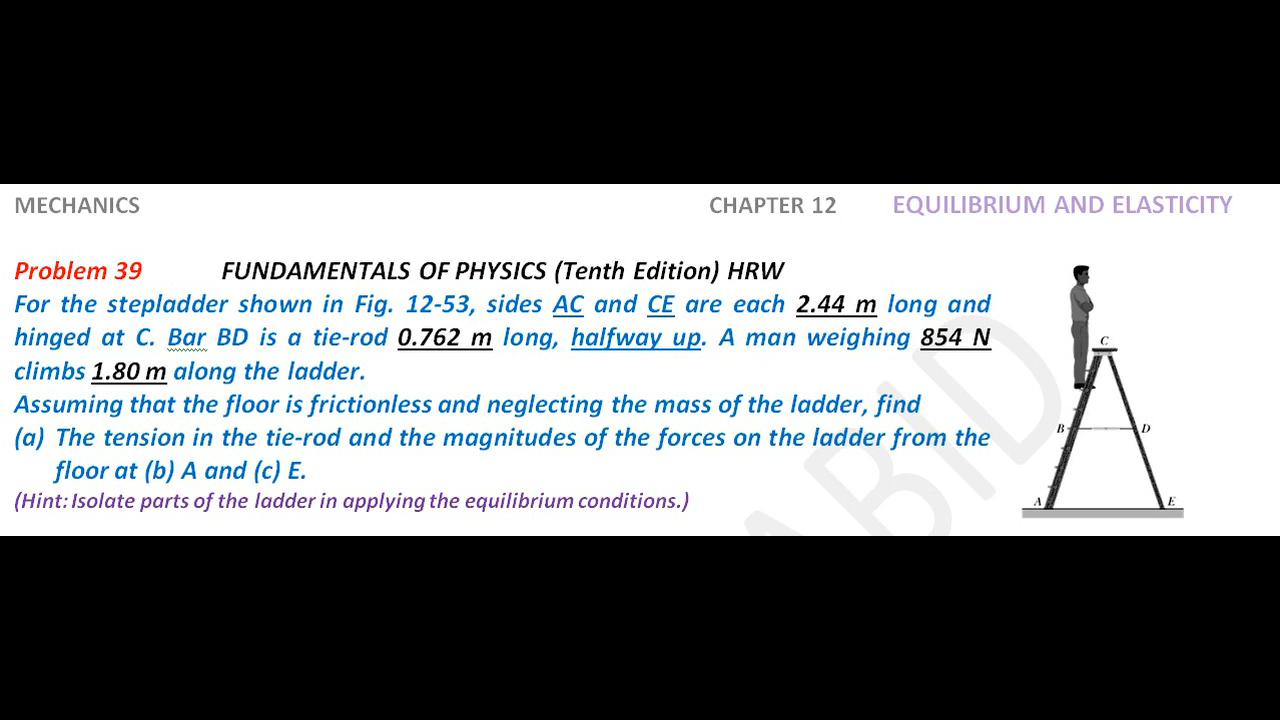 MECHANICS CHAPTER 12 EQUILIBRIUM AND ELASTICITY
Problem 39 FUNDAMENTALS OF PHYSICS (Tenth Edition) HRW
For the stepladder shown in Fig. 12-53, sides AC and CE are each 2.44 m long and
hinged at C. Bar BD is a tie-rod 0.762 m long, halfway up. A man weighing 854 N
climbs 1.80 m along the ladder.
Assuming that the floor is frictionless and neglecting the mass of the ladder, find
(a) The tension in the tie-rod and the magnitudes of the forces on the ladder from the
floor at (b) A and (c) E.
(Hint: Isolate parts of the ladder in applying the equilibrium conditions.)
C
B D
A E
ABID